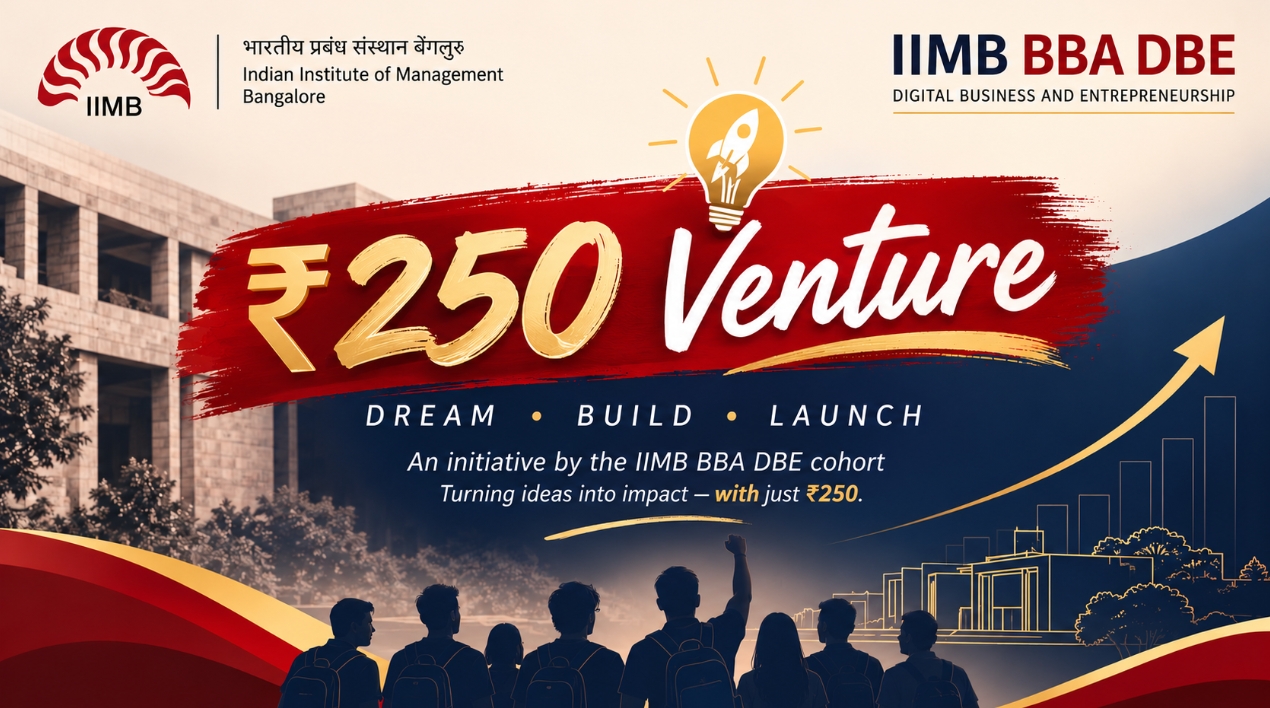 IIMB
भारतीय प्रबंध संस्थान बेंगलुरु
Indian Institute of Management
Bangalore
IIMB BBA DBE
DIGITAL BUSINESS AND ENTREPRENEURSHIP
₹250 Venture
DREAM • BUILD • LAUNCH
An initiative by the IIMB BBA DBE cohort
Turning ideas into impact – with just ₹250.